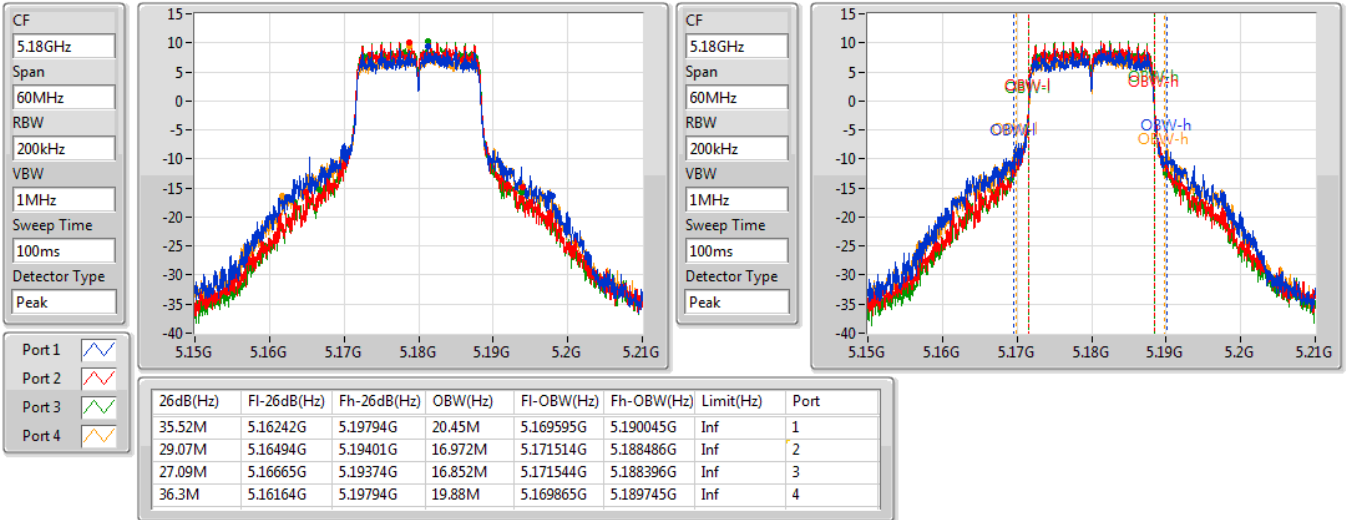 CF
5.18GHz
Span
60MHz
RBW
200kHz
VBW
1MHz
Sweep Time
100ms
Detector Type
Peak
15
10
5
0
-5
-10
-15
-20
-25
-30
-35
-40
5.15G 5.16G 5.17G 5.18G 5.19G 5.2G 5.21G
CF
5.18GHz
Span
60MHz
RBW
200kHz
VBW
1MHz
Sweep Time
100ms
Detector Type
Peak
15
10
5
0
-5
-10
-15
-20
-25
-30
-35
-40
OBW-l
OBW-h
OBW-h
OBW-l
OBW-h
OBW-h
5.15G 5.16G 5.17G 5.18G 5.19G 5.2G 5.21G
Port 1
Port 2
Port 3
Port 4
26dB(Hz) Fl-26dB(Hz) Fh-26dB(Hz) OBW(Hz) Fl-OBW(Hz) Fh-OBW(Hz) Limit(Hz) Port
35.52M 5.16242G 5.19794G 20.45M 5.169595G 5.190045G Inf 1
29.07M 5.16494G 5.19401G 16.972M 5.171514G 5.188486G Inf 2
27.09M 5.16665G 5.19374G 16.852M 5.171544G 5.188396G Inf 3
36.3M 5.16164G 5.19794G 19.88M 5.169865G 5.189745G Inf 4